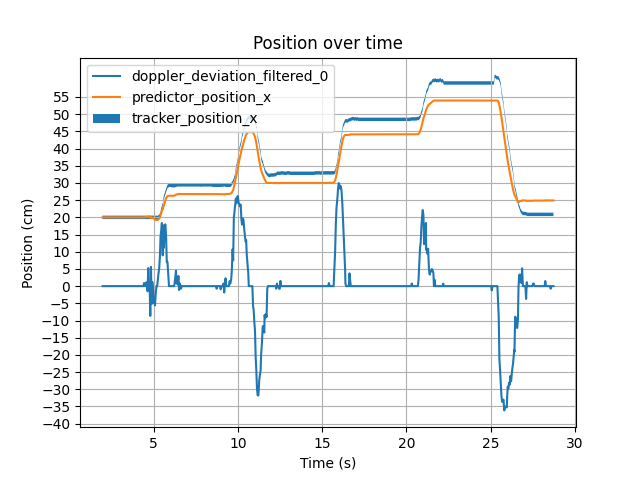 Position over time
doppler_deviation_filtered_0
predictor_position_x
tracker_position_x
55
50
45
40
35
30
25
20
15
10
5
0
−5
−10
−15
−20
−25
−30
−35
−40
Position (cm)
5 10 15 20 25 30
Time (s)